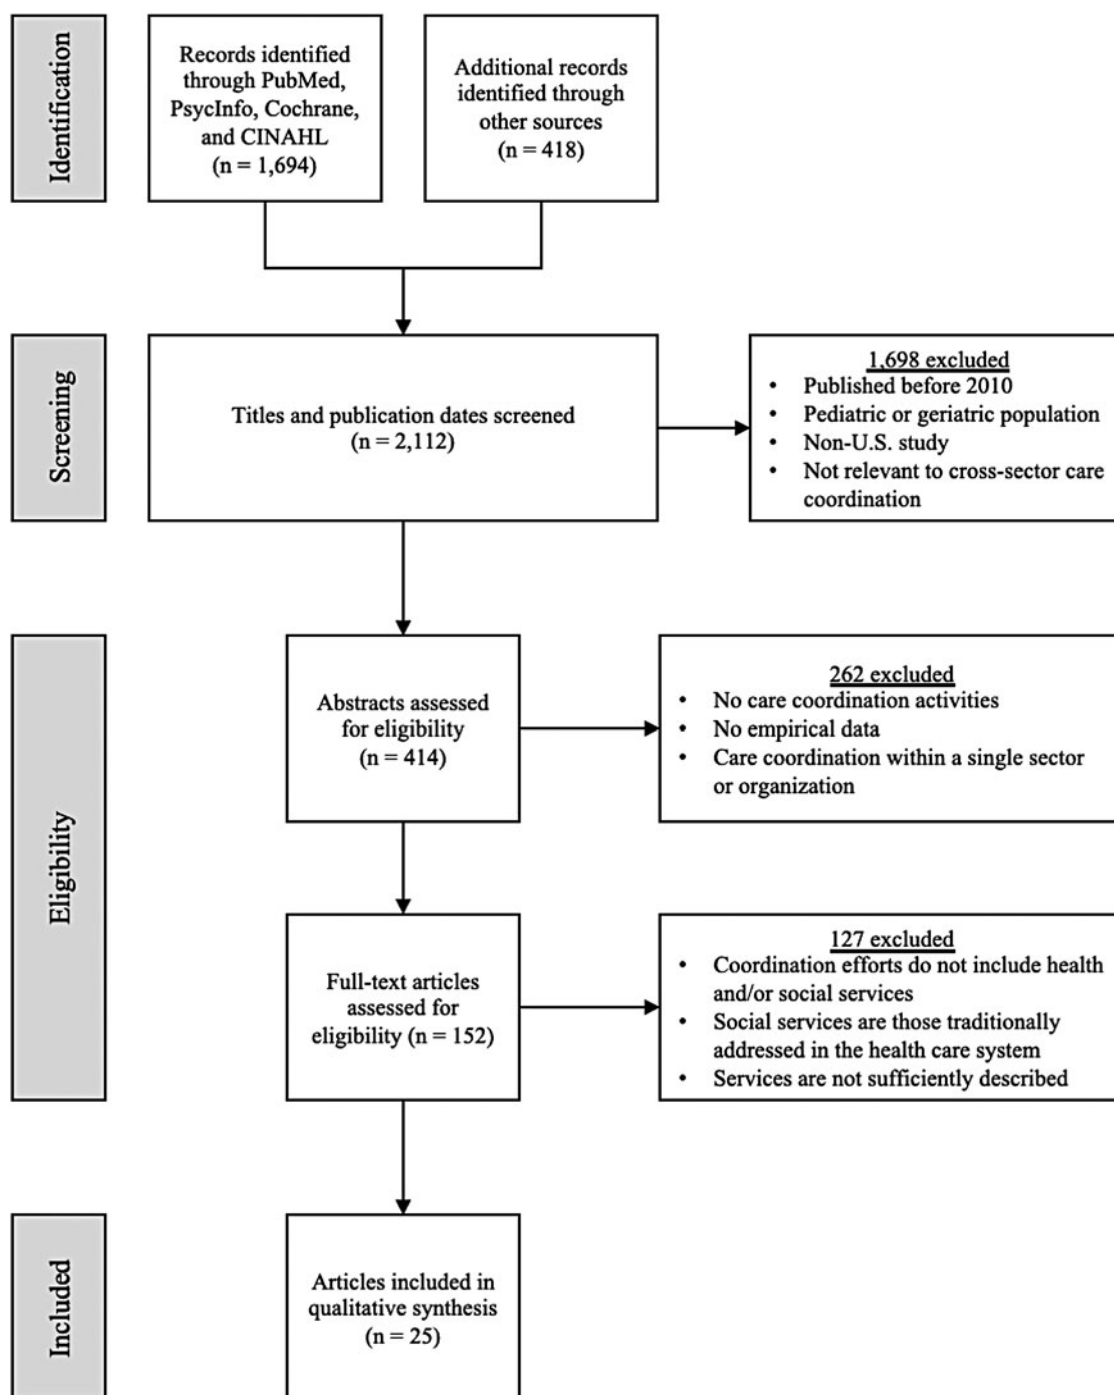 Identification
Records identified
through PubMed,
PsycInfo, Cochrane,
and CINAHL
(n = 1,694)
Additional records
identified through
other sources
(n = 418)
Screening
Titles and publication dates screened
(n = 2,112)
1,698 excluded
• Published before 2010
• Pediatric or geriatric population
• Non-U.S. study
• Not relevant to cross-sector care
coordination
Eligibility
Abstracts assessed
for eligibility
(n = 414)
262 excluded
• No care coordination activities
• No empirical data
• Care coordination within a single sector
or organization
Full-text articles
assessed for
eligibility (n = 152)
127 excluded
• Coordination efforts do not include health
and/or social services
• Social services are those traditionally
addressed in the health care system
• Services are not sufficiently described
Included
Articles included in
qualitative synthesis
(n = 25)